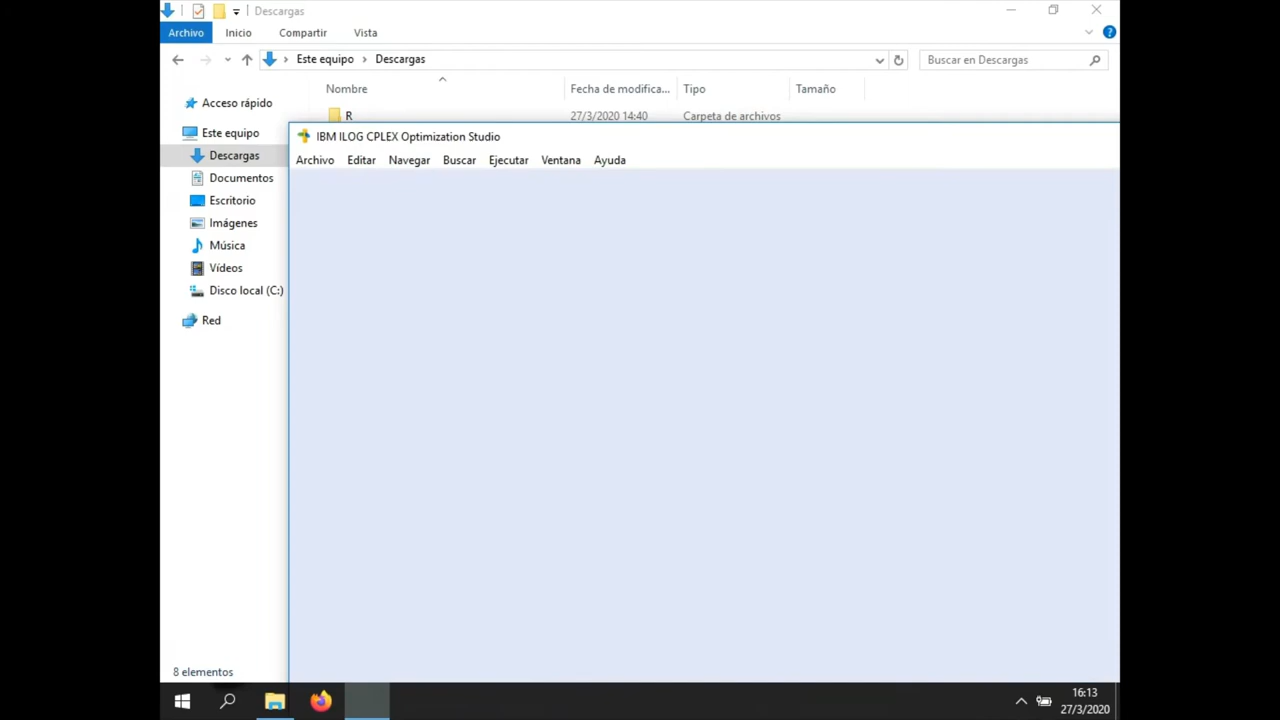 Descargas
Archivo Inicio Compartir Vista
Este equipo Descargas Buscar en Descargas
Nombre Fecha de modifica... Tipo Tamaño
R 27/3/2020 14:40 Carpeta de archivos
Acceso rápido
Este equipo
Descargas
Documentos
Escritorio
Imágenes
Música
Vídeos
Disco local (C:)
Red
IBM ILOG CPLEX Optimization Studio
Archivo Editar Navegar Buscar Ejecutar Ventana Ayuda
8 elementos
16:13
27/3/2020